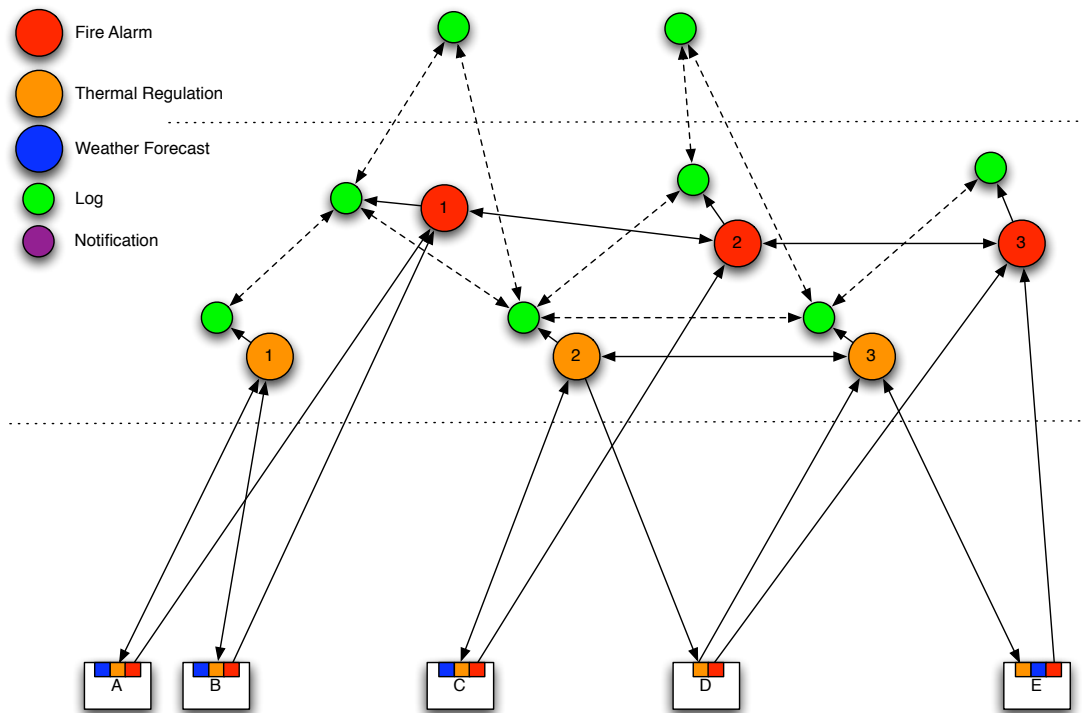 Fire Alarm
Thermal Regulation
Weather Forecast
Log
Notification
1
2
3
1
2
3
A
B
C
D
E